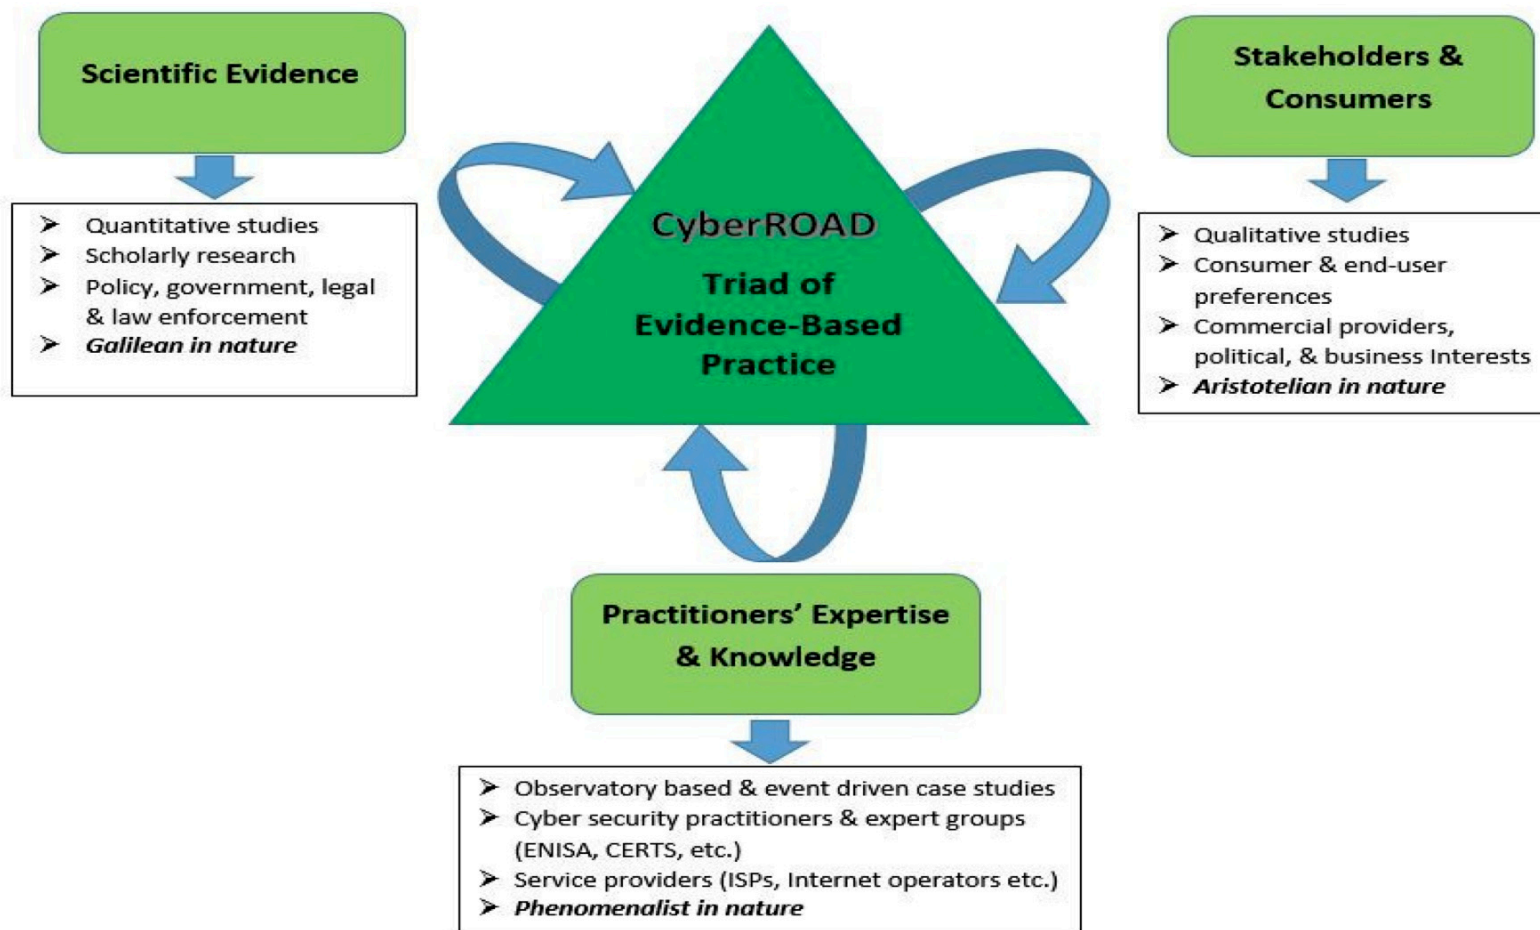 Scientific Evidence
➢ Quantitative studies
➢ Scholarly research
➢ Policy, government, legal
& law enforcement
➢ Galilean in nature
CyberROAD
Triad of
Evidence-Based
Practice
Stakeholders &
Consumers
➢ Qualitative studies
➢ Consumer & end-user
preferences
➢ Commercial providers,
political, & business Interests
➢ Aristotelian in nature
Practitioners’ Expertise
& Knowledge
➢ Observatory based & event driven case studies
➢ Cyber security practitioners & expert groups
(ENISA, CERTS, etc.)
➢ Service providers (ISPs, Internet operators etc.)
➢ Phenomenalist in nature